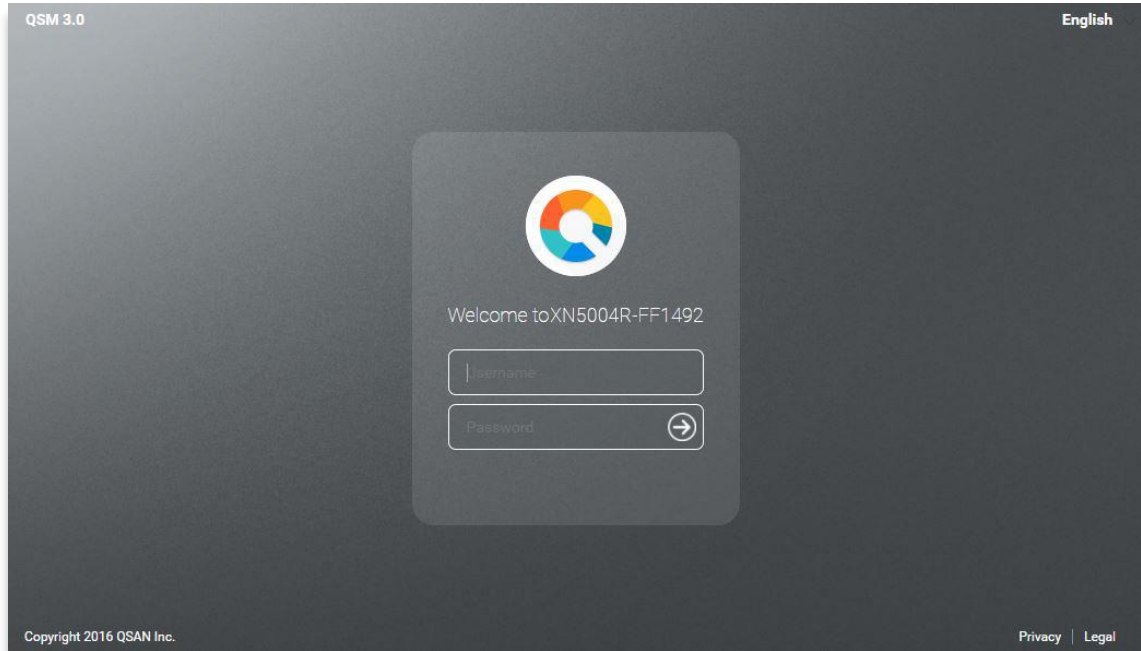 QSM 3.0
English
Welcome toXN5004R-FF1492
Username
Password
Copyright 2016 QSAN Inc.
Privacy | Legal